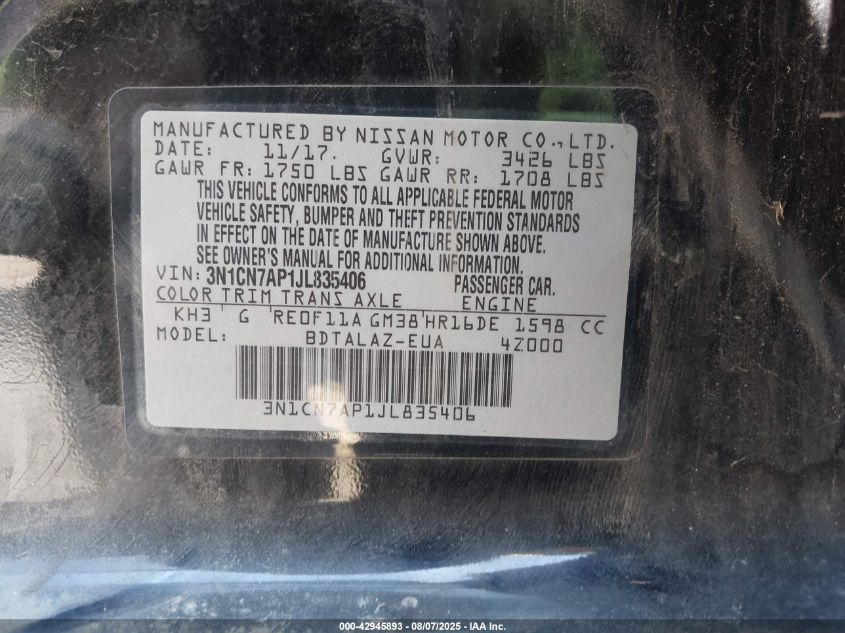 MANUFACTURED BY NISSAN MOTOR CO., LTD.
DATE: 11/17. GVWR: 3426 LBS
GAWR FR: 1750 LBS GAWR RR: 1708 LBS
THIS VEHICLE CONFORMS TO ALL APPLICABLE FEDERAL MOTOR
VEHICLE SAFETY, BUMPER AND THEFT PREVENTION STANDARDS
IN EFFECT ON THE DATE OF MANUFACTURE SHOWN ABOVE.
SEE OWNER'S MANUAL FOR ADDITIONAL INFORMATION.
VIN: 3N1CN7AP1JL835406 PASSENGER CAR.
COLOR TRIM TRANS AXLE ENGINE
KH3 ' G 'RE0F11A GM38'HR16DE 1598 CC
MODEL: BDTALAZ-EUA 4Z000
3N1CN7AP1JL835406
000-42945893 - 08/07/2025 - IAA Inc.